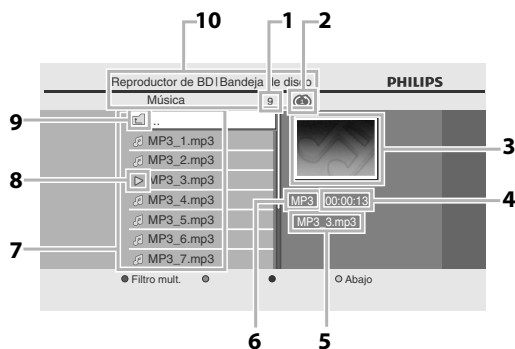 10 1 2
Reproductor de BD|Bandeja de disco
PHILIPS
Música 9
9 ..
MP3_1.mp3
3
MP3_2.mp3
8 MP3_3.mp3
MP3_4.mp3 MP3 00:00:13 4
MP3_5.mp3 MP3_3.mp3
MP3_6.mp3
7 MP3_7.mp3
Filtro mult. Abajo
6 5